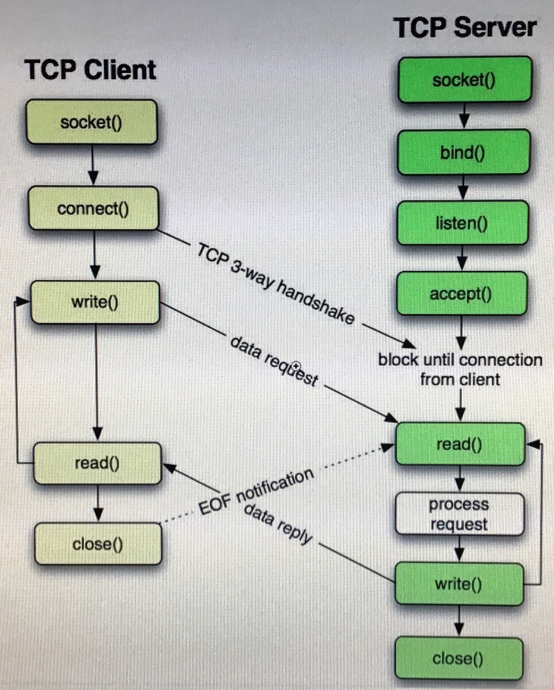 TCP Server
TCP Client
socket()
socket()
bind()
connect()
listen()
TCP 3-way handshake
accept()
write()
data request
block until connection
from client
read()
read()
EOF notification
process
request
data reply
close()
write()
close()